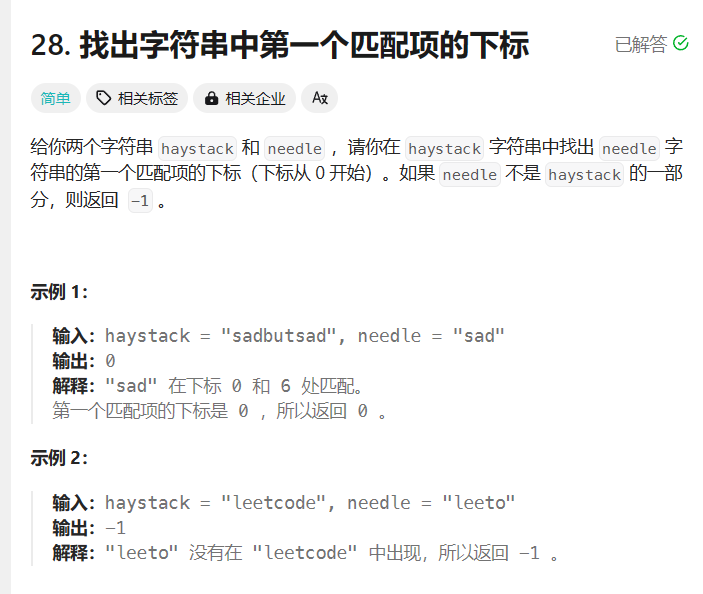 28. 找出字符串中第一个匹配项的下标
已解答
简单 相关标签 相关企业 Ax
给你两个字符串 haystack 和 needle ，请你在 haystack 字符串中找出 needle 字
符串的第一个匹配项的下标（下标从 0 开始）。如果 needle 不是 haystack 的一部
分，则返回 -1 。
示例 1：
输入：haystack = "sadbutsad", needle = "sad"
输出：0
解释："sad" 在下标 0 和 6 处匹配。
第一个匹配项的下标是 0 ，所以返回 0 。
示例 2：
输入：haystack = "leetcode", needle = "leeto"
输出：-1
解释："leeto" 没有在 "leetcode" 中出现，所以返回 -1 。